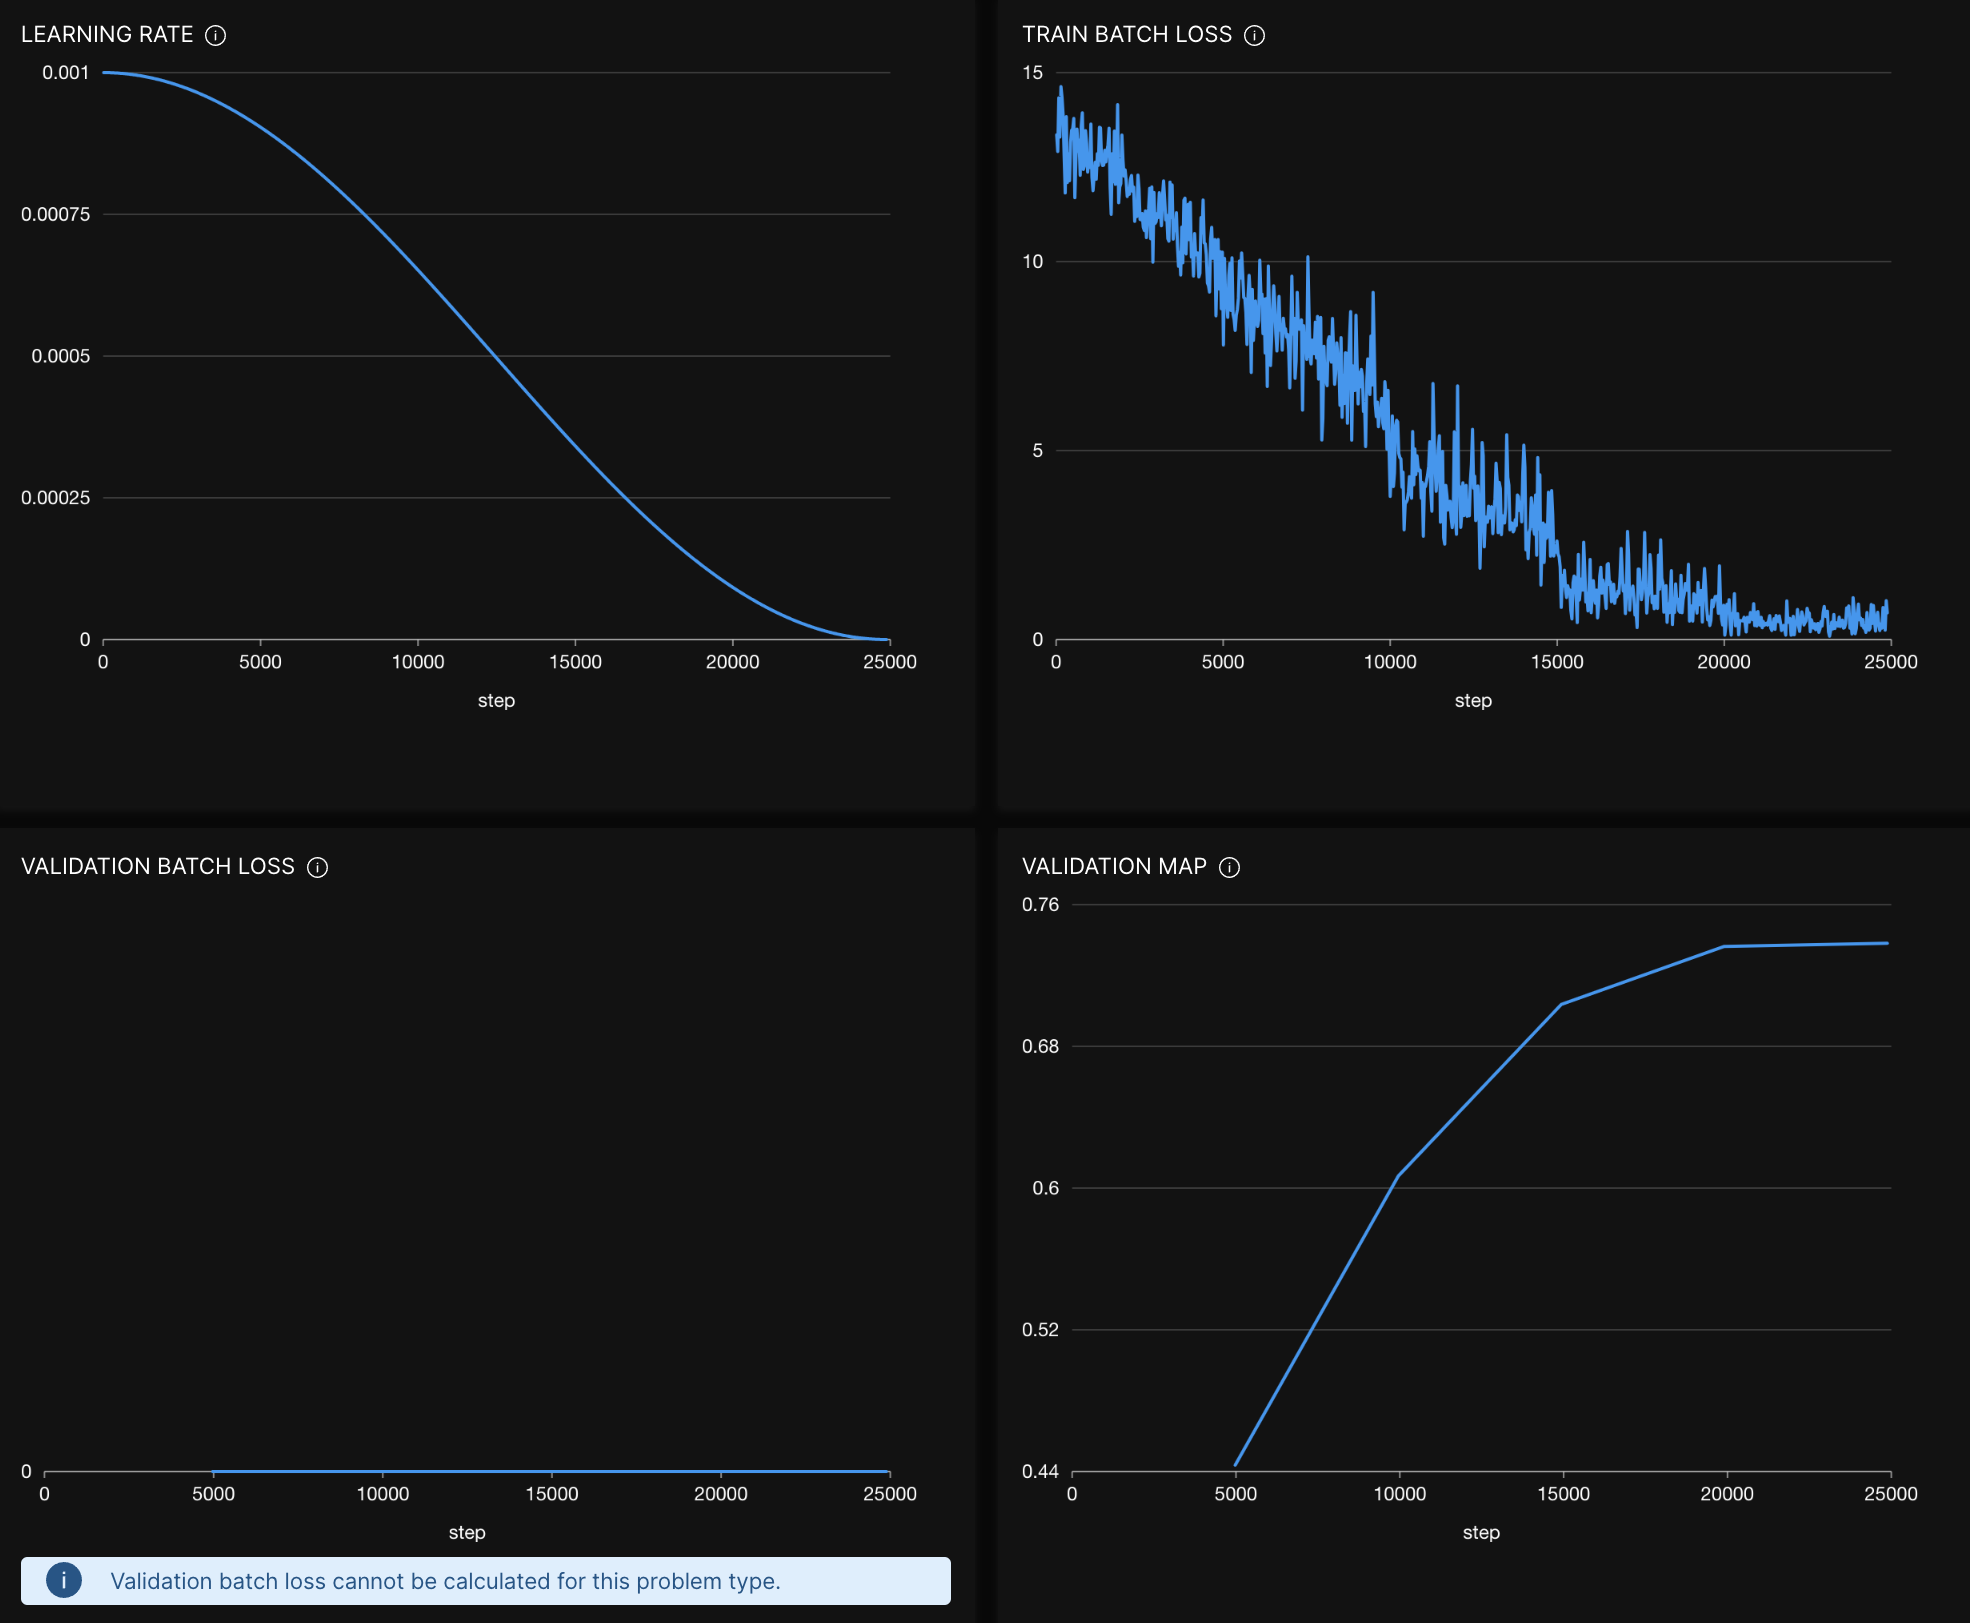 LEARNING RATE
0.001
0.00075
0.0005
0.00025
0
0 5000 10000 15000 20000 25000
step
TRAIN BATCH LOSS
15
10
5
0
0 5000 10000 15000 20000 25000
step
VALIDATION BATCH LOSS
0
0 5000 10000 15000 20000 25000
step
Validation batch loss cannot be calculated for this problem type.
VALIDATION MAP
0.76
0.68
0.6
0.52
0.44
0 5000 10000 15000 20000 25000
step